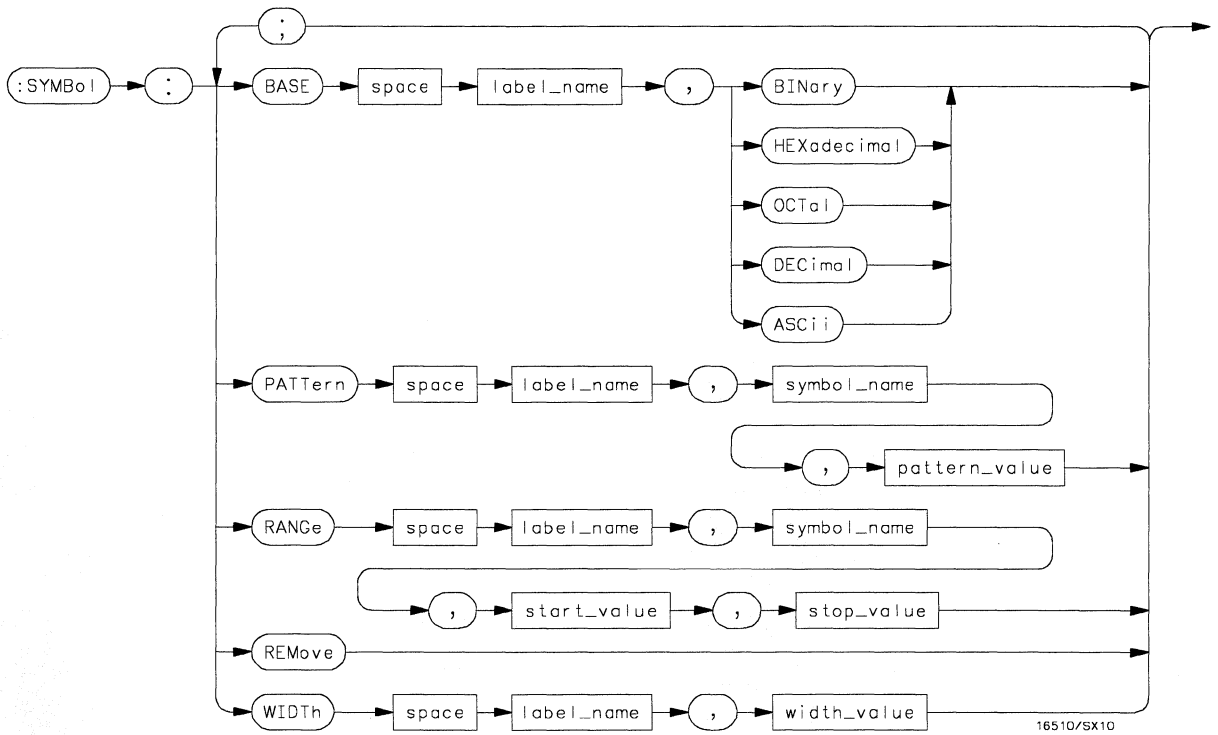 ;
:SYMBol : BASE space label_name , BINary
HEXadecimal
OCTal
DECimal
ASCii
PATTern space label_name , symbol_name
, pattern_value
RANGe space label_name , symbol_name
, start_value , stop_value
REMove
WIDTh space label_name , width_value
16510/SX10